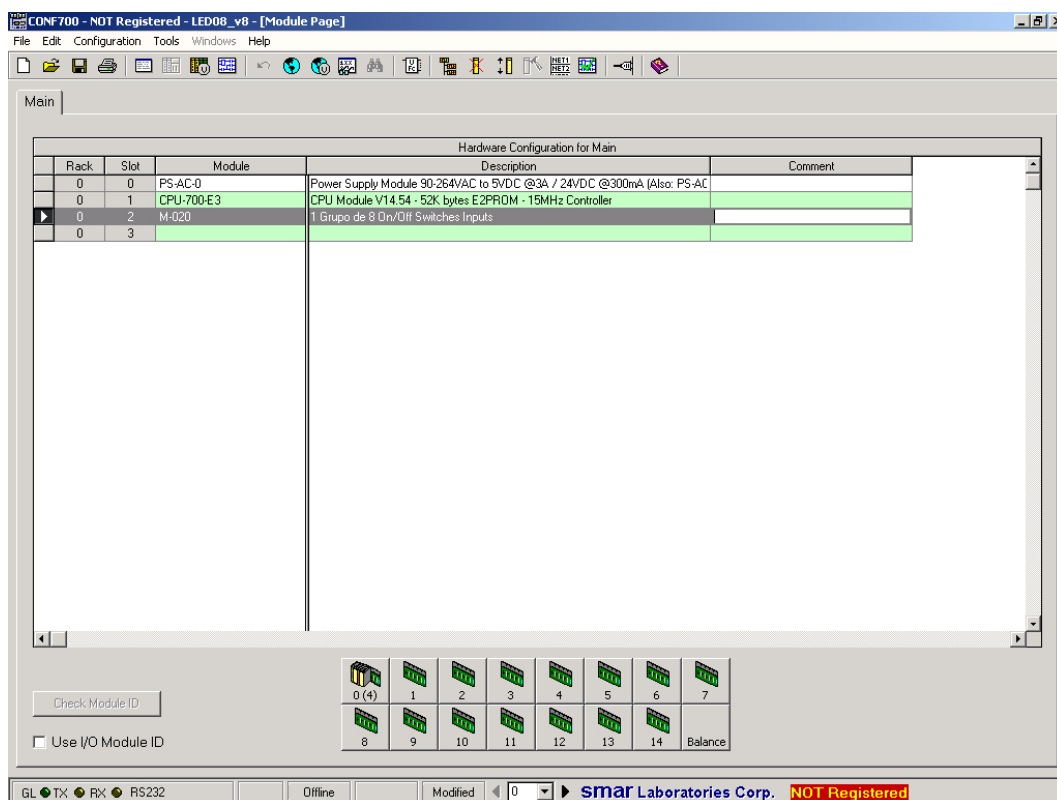 CONF700 - NOT Registered - LED08_v8 - [Module Page]
File Edit Configuration Tools Windows Help
Main
Hardware Configuration for Main
Rack Slot Module Description Comment
0 0 PS-AC-0 Power Supply Module 90-264VAC to 5VDC @3A / 24VDC @300mA (Also: PS-AC
0 1 CPU-700-E3 CPU Module V14.54 - 52K bytes E2PROM - 15MHz Controller
0 2 M-020 1 Grupo de 8 On/Off Switches Inputs
0 3
0 (4) 1 2 3 4 5 6 7
Check Module ID
Use I/O Module ID
8 9 10 11 12 13 14 Balance
GL TX RX RS232 Offline Modified 0 smar Laboratories Corp. NOT Registered